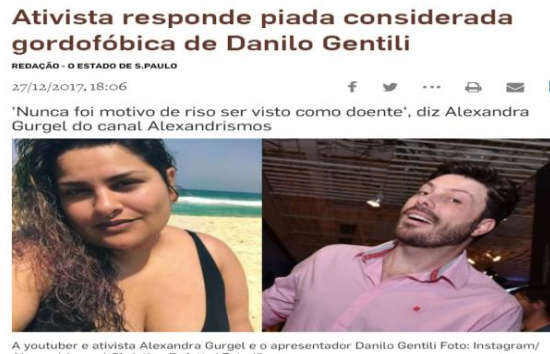 Ativista responde piada considerada
gordofóbica de Danilo Gentili
REDAÇÃO - O ESTADO DE S.PAULO
27/12/2017, 18:06
'Nunca foi motivo de riso ser visto como doente', diz Alexandra
Gurgel do canal Alexandrismos
A youtuber e ativista Alexandra Gurgel e o apresentador Danilo Gentili Foto: Instagram/